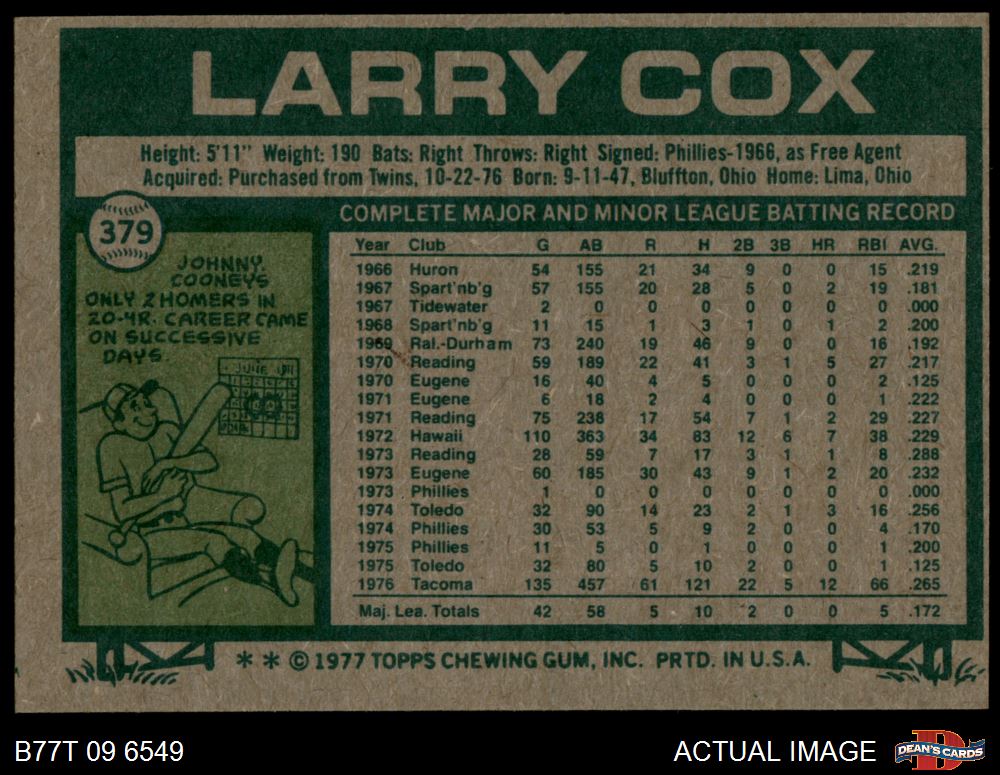 LARRY COX
Height: 5'11" Weight: 190 Bats: Right Throws: Right Signed: Phillies-1966, as Free Agent
Acquired: Purchased from Twins, 10-22-76 Born: 9-11-47, Bluffton, Ohio Home: Lima, Ohio
379
JOHNNY
COONEYS
ONLY 2 HOMERS IN
20-YR. CAREER CAME
ON SUCCESSIVE
DAYS.
JUNE
COMPLETE MAJOR AND MINOR LEAGUE BATTING RECORD
Year Club G AB R H 2B 3B HR RBI AVG.
1966 Huron 54 155 21 34 9 0 0 15 .219
1967 Spart'nb'g 57 155 20 28 5 0 2 19 .181
1967 Tidewater 2 0 0 0 0 0 0 0 .000
1968 Spart'nb'g 11 15 1 3 1 0 1 2 .200
1969 Ral.-Durham 73 240 19 46 9 0 0 16 .192
1970 Reading 59 189 22 41 3 1 5 27 .217
1970 Eugene 16 40 4 5 0 0 0 2 .125
1971 Eugene 6 18 2 4 0 0 0 1 .222
1971 Reading 75 238 17 54 7 1 2 29 .227
1972 Hawaii 110 363 34 83 12 6 7 38 .229
1973 Reading 28 59 7 17 3 1 1 8 .288
1973 Eugene 60 185 30 43 9 1 2 20 .232
1973 Phillies 1 0 0 0 0 0 0 0 .000
1974 Toledo 32 90 14 23 2 1 3 16 .256
1974 Phillies 30 53 5 9 2 0 0 4 .170
1975 Phillies 11 5 0 1 0 0 0 1 .200
1975 Toledo 32 80 5 10 2 0 0 1 .125
1976 Tacoma 135 457 61 121 22 5 12 66 .265
Maj. Lea. Totals 42 58 5 10 2 0 0 5 .172
* * © 1977 TOPPS CHEWING GUM, INC. PRTD. IN U.S.A.
B77T 09 6549
ACTUAL IMAGE
D
DEAN'S CARDS